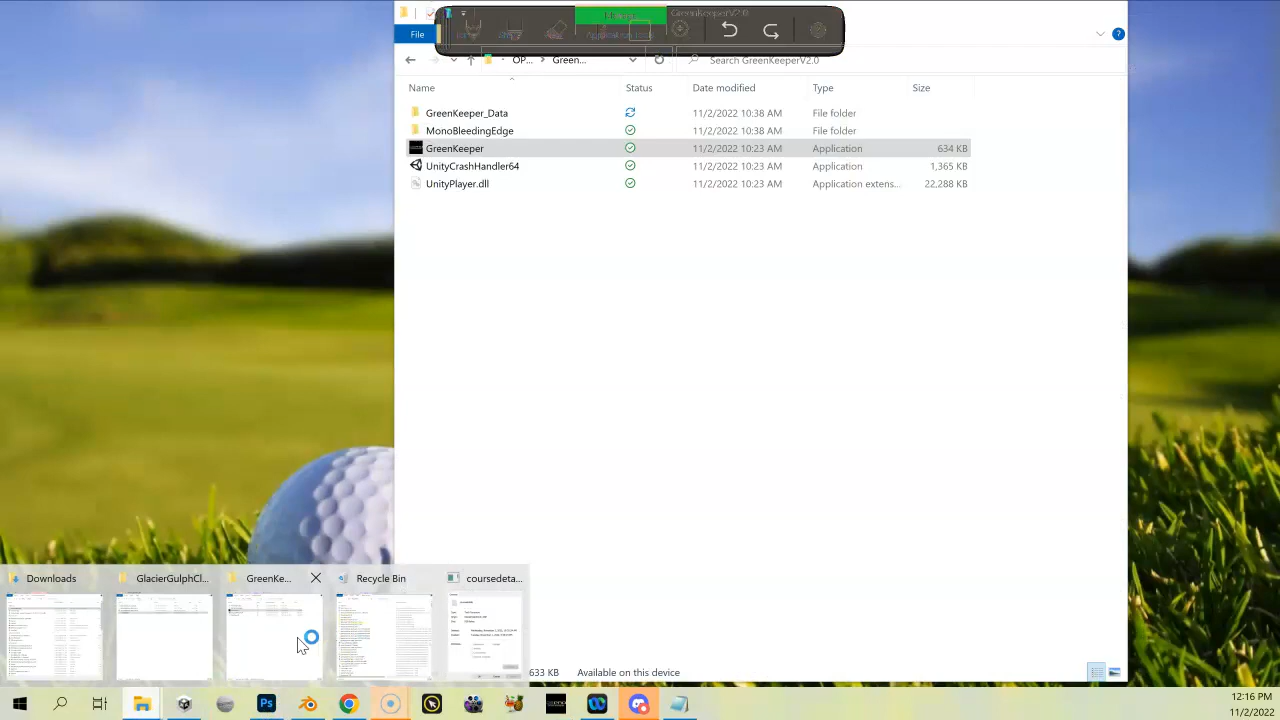 GreenKeeperV2.0
File
OP...
Green...
Search GreenKeeperV2.0
Name
Status
Date modified
Type
Size
GreenKeeper_Data
11/2/2022 10:38 AM
File folder
MonoBleedingEdge
11/2/2022 10:38 AM
File folder
GreenKeeper
11/2/2022 10:23 AM
Application
634 KB
UnityCrashHandler64
11/2/2022 10:23 AM
Application
1,365 KB
UnityPlayer.dll
11/2/2022 10:23 AM
Application extens...
22,288 KB
Downloads
GlacierGulphCl...
GreenKe...
Recycle Bin
coursedeta...
633 KB
Available on this device
12:16 PM
11/2/2022